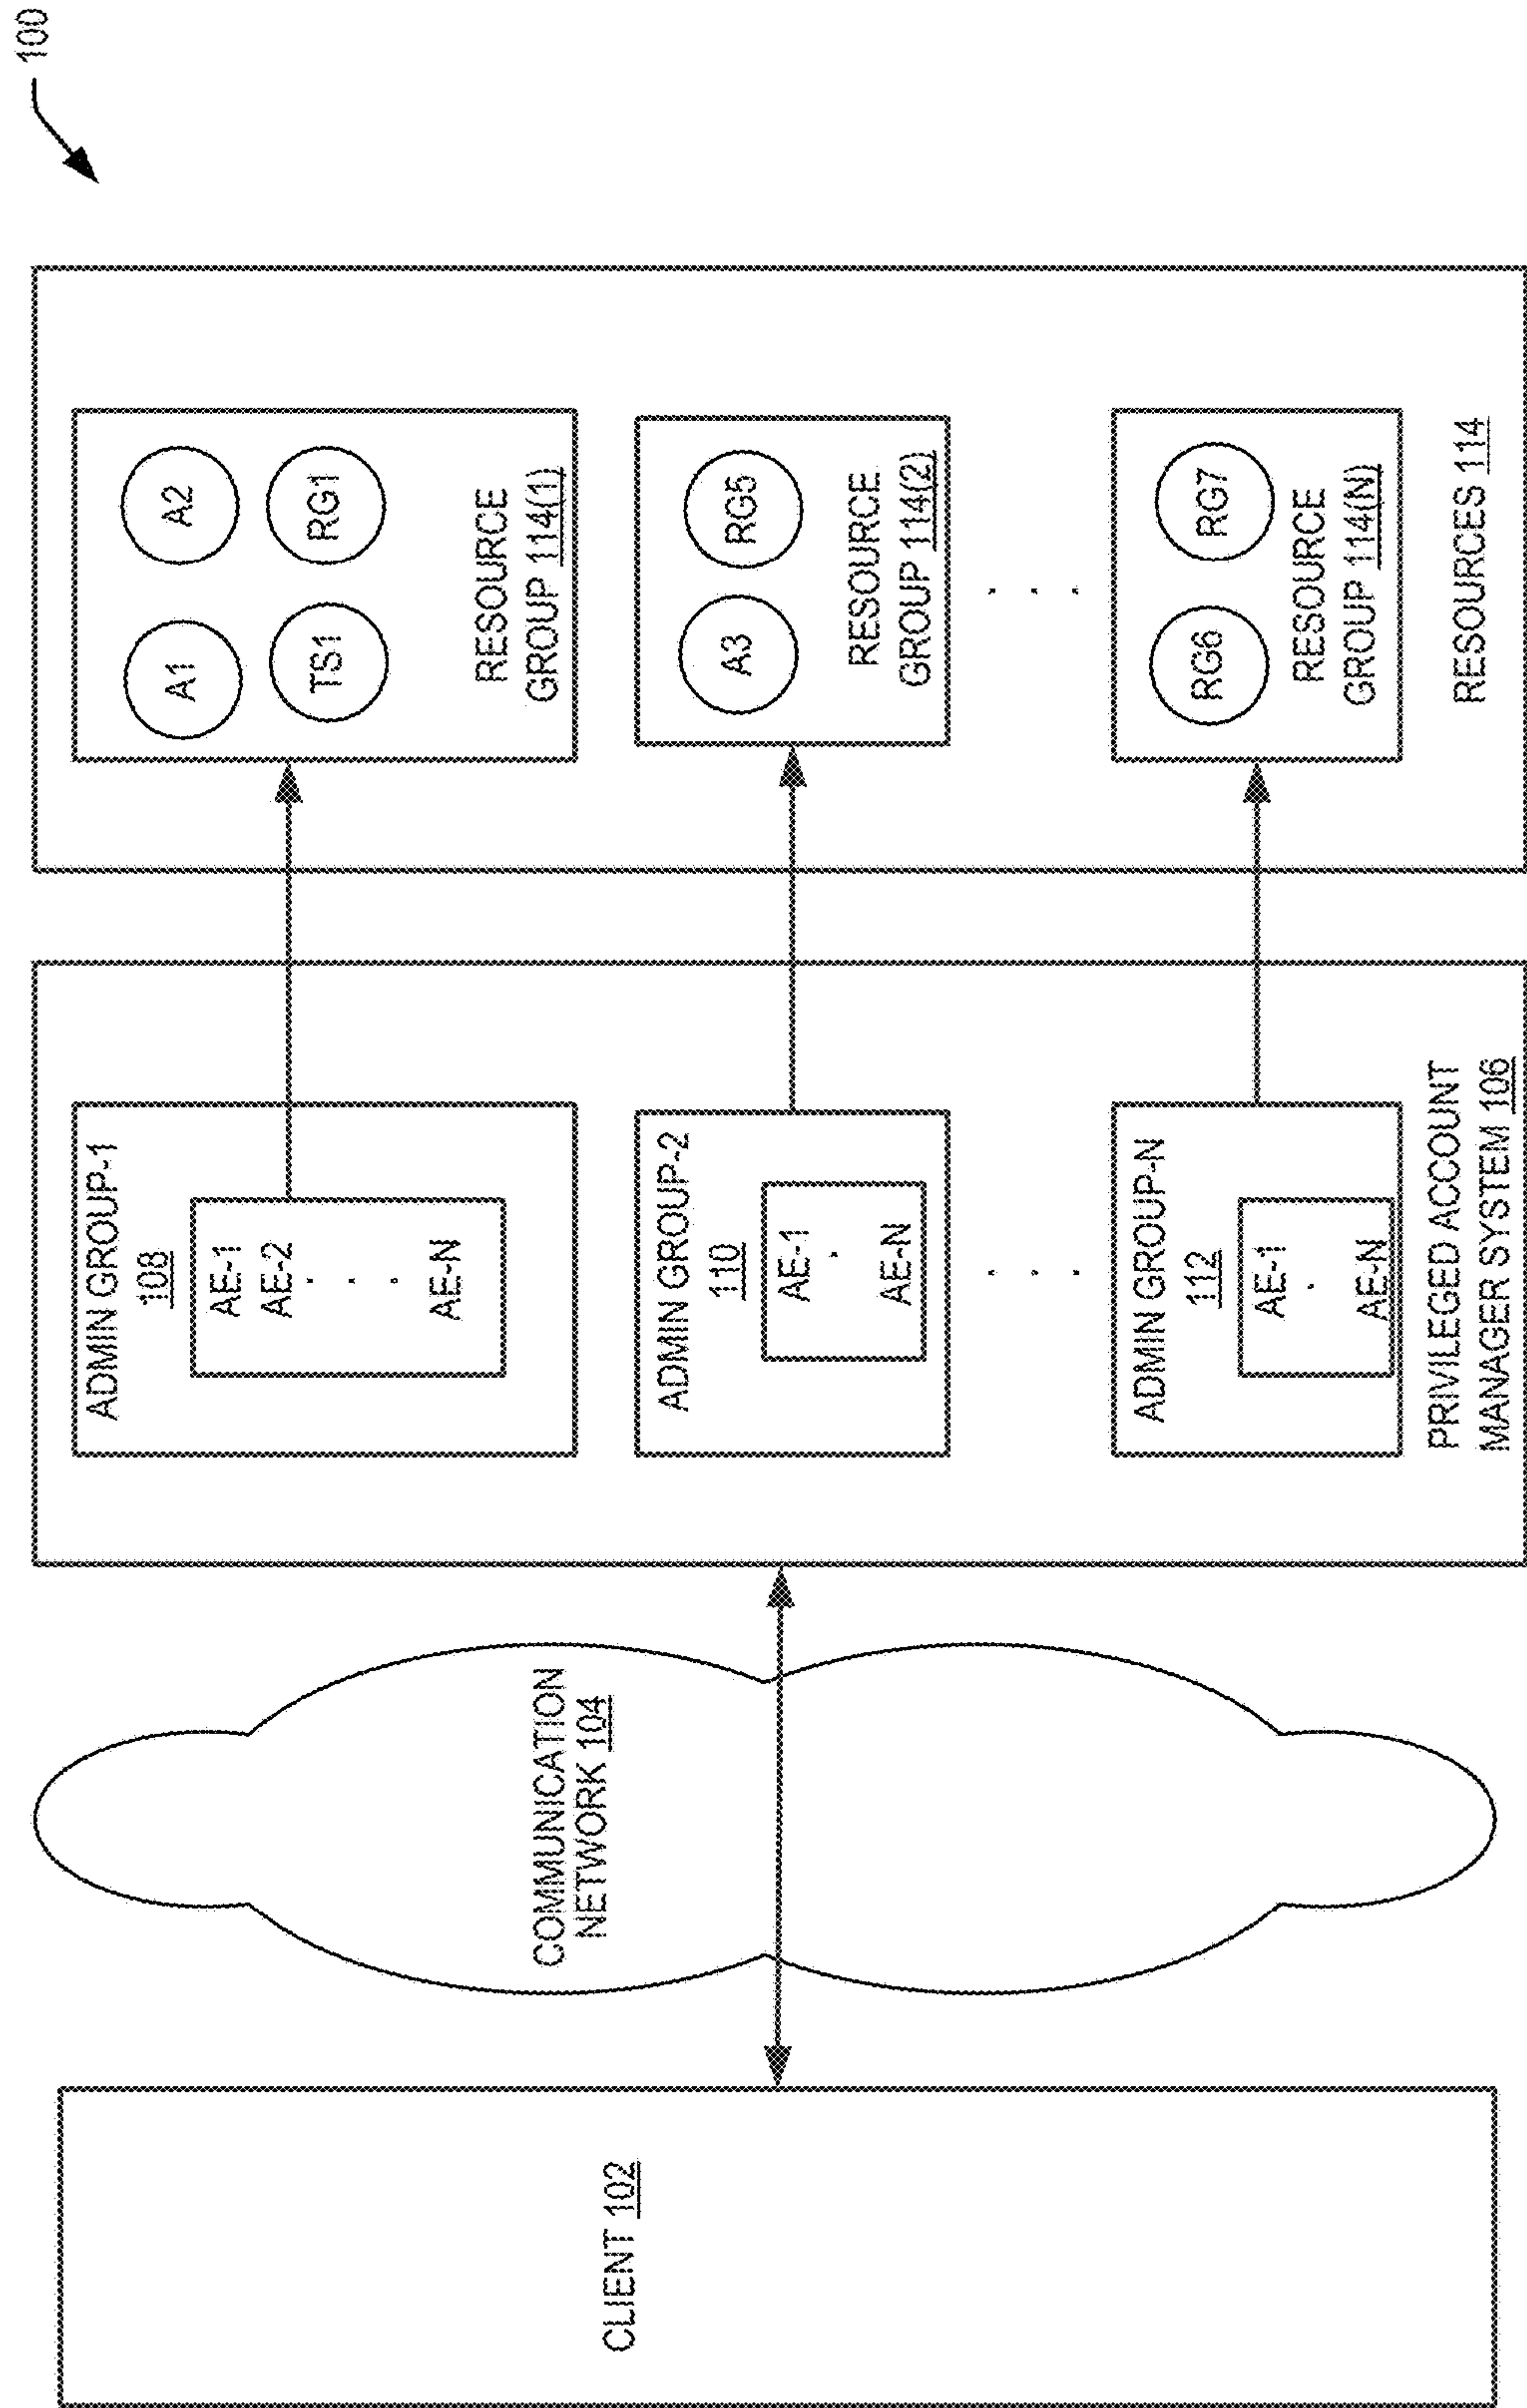 100
CLIENT 102
COMMUNICATION
NETWORK 104
ADMIN GROUP-1
108
AE-1
AE-2
. . .
AE-N
ADMIN GROUP-2
110
AE-1
.
AE-N
. . .
ADMIN GROUP-N
112
AE-1
.
AE-N
PRIVILEGED ACCOUNT
MANAGER SYSTEM 106
A1
A2
TS1
RG1
RESOURCE
GROUP 114(1)
A3
RG5
RESOURCE
GROUP 114(2)
. . .
RG6
RG7
RESOURCE
GROUP 114(N)
RESOURCES 114